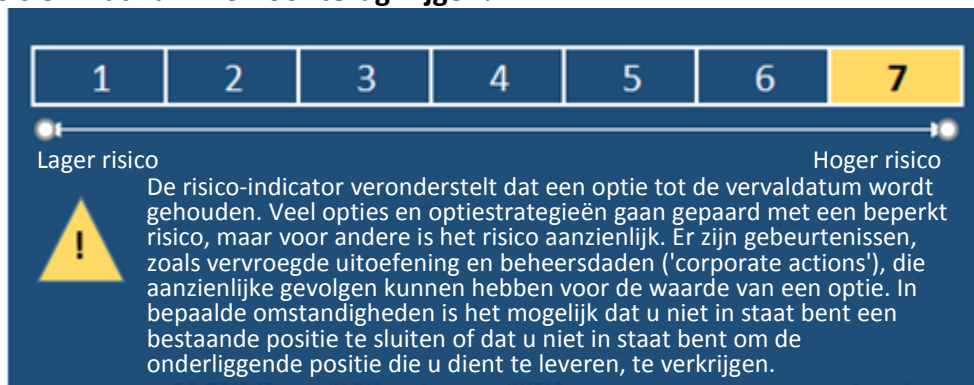 1 2 3 4 5 6 7
Lager risico Hoger risico
De risico-indicator veronderstelt dat een optie tot de vervaldatum wordt
gehouden. Veel opties en optiestrategieën gaan gepaard met een beperkt
risico, maar voor andere is het risico aanzienlijk. Er zijn gebeurtenissen,
zoals vervroegde uitoefening en beheersdaden ('corporate actions'), die
aanzienlijke gevolgen kunnen hebben voor de waarde van een optie. In
bepaalde omstandigheden is het mogelijk dat u niet in staat bent een
bestaande positie te sluiten of dat u niet in staat bent om de
onderliggende positie die u dient te leveren, te verkrijgen.
!